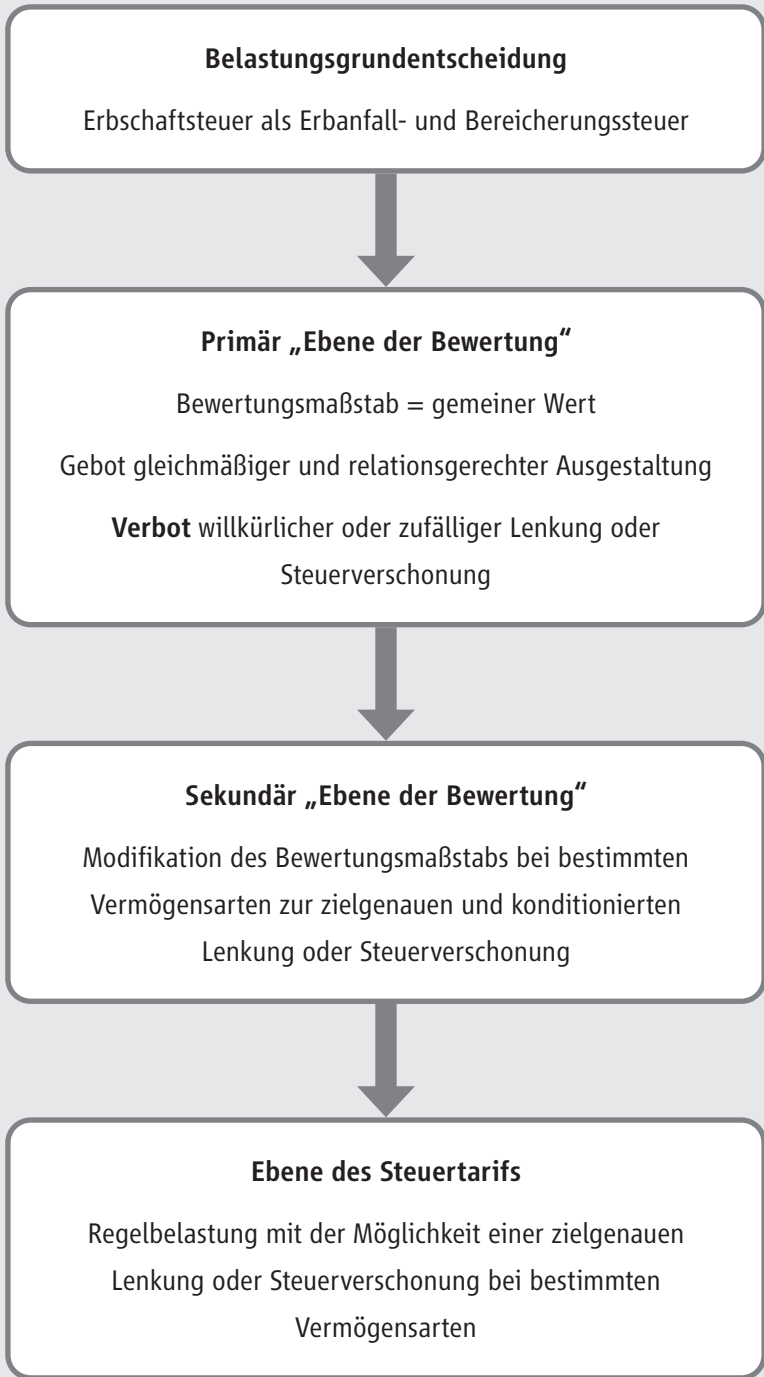 Belastungsgrundentscheidung
Erbschaftsteuer als Erbanfall- und Bereicherungssteuer
Primär „Ebene der Bewertung“
Bewertungsmaßstab = gemeiner Wert
Gebot gleichmäßiger und relationsgerechter Ausgestaltung
Verbot willkürlicher oder zufälliger Lenkung oder
Steuerverschonung
Sekundär „Ebene der Bewertung“
Modifikation des Bewertungsmaßstabs bei bestimmten
Vermögensarten zur zielgenauen und konditionierten
Lenkung oder Steuerverschonung
Ebene des Steuertarifs
Regelbelastung mit der Möglichkeit einer zielgenauen
Lenkung oder Steuerverschonung bei bestimmten
Vermögensarten